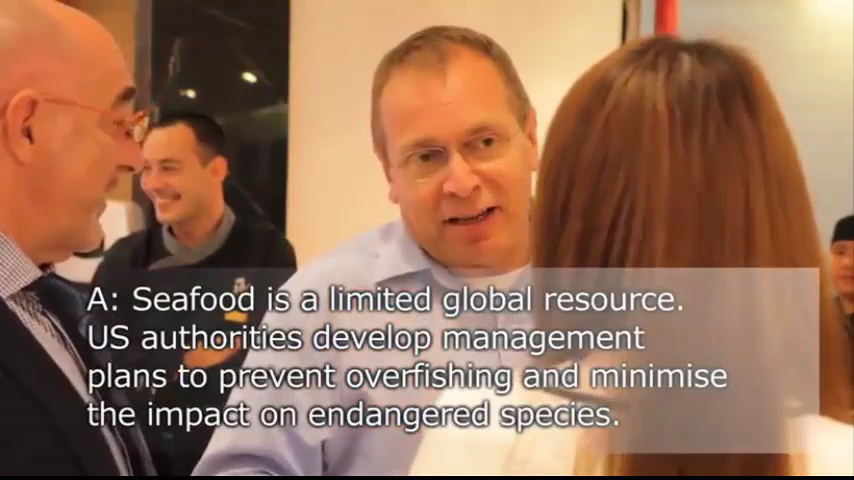 A: Seafood is a limited global resource.
US authorities develop management
plans to prevent overfishing and minimise
the impact on endangered species.